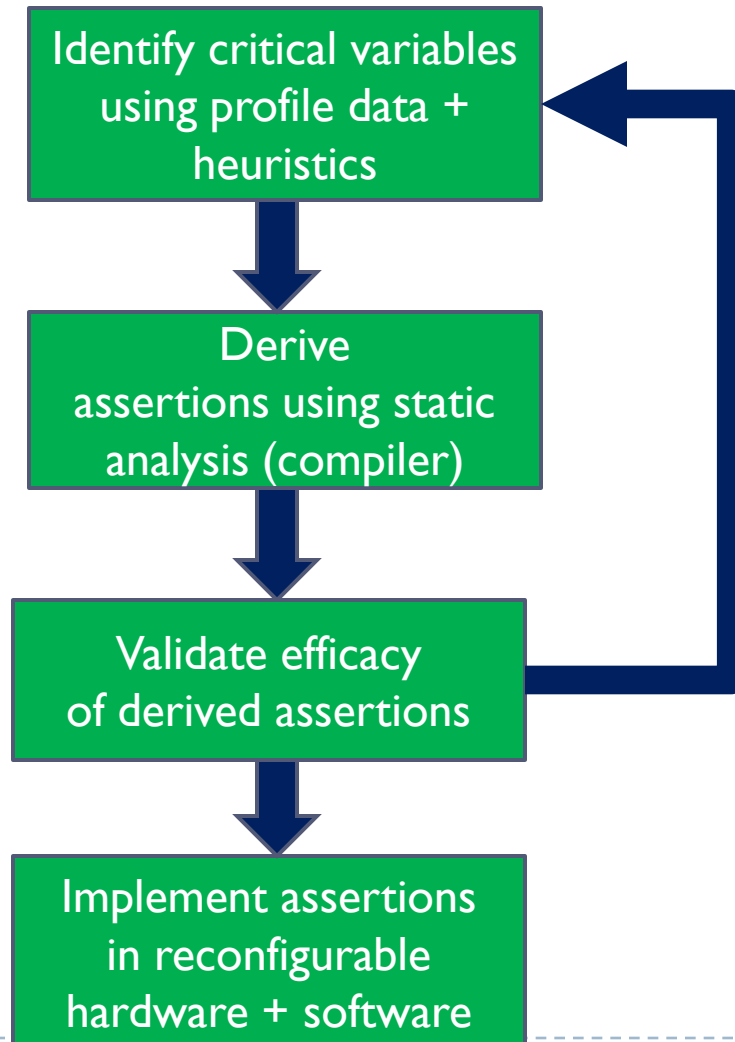 Identify critical variables
using profile data +
heuristics
Derive
assertions using static
analysis (compiler)
Validate efficacy
of derived assertions
Implement assertions
in reconfigurable
hardware + software